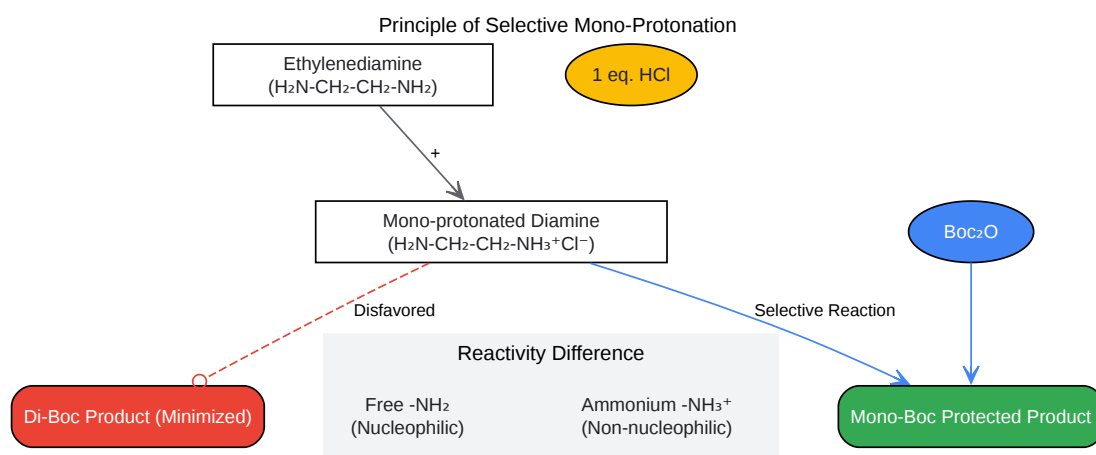 Principle of Selective Mono-Protonation
Ethylenediamine
(H₂N-CH₂-CH₂-NH₂)
1 eq. HCl
+
Mono-protonated Diamine
(H₂N-CH₂-CH₂-NH₃⁺Cl⁻)
Boc₂O
Disfavored
Selective Reaction
Reactivity Difference
Di-Boc Product (Minimized)
Free -NH₂
(Nucleophilic)
Ammonium -NH₃⁺
(Non-nucleophilic)
Mono-Boc Protected Product